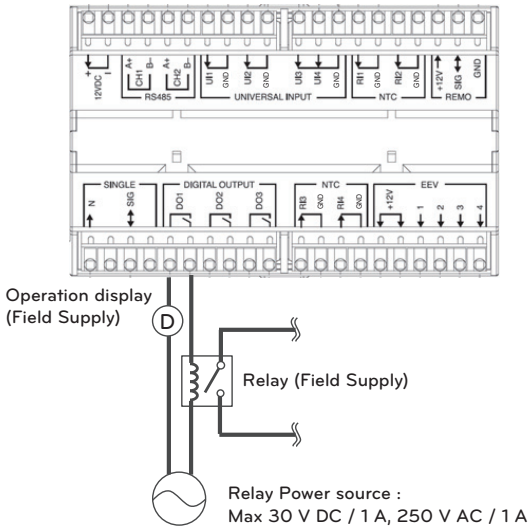 + 12VDC I
A+ CH1 B- A+ CH2 B-
RS485
UI1 GND UI2 GND UI3 UI4 GND
UNIVERSAL INPUT
RI1 GND RI2 GND
NTC
+12V SIG GND
REMO
SINGLE
N SIG
DIGITAL OUTPUT
DO1 DO2 DO3
NTC
RI3 GND RI4 GND
EEV
+12V 1 2 3 4
Operation display
(Field Supply)
D
Relay (Field Supply)
Relay Power source :
Max 30 V DC / 1 A, 250 V AC / 1 A